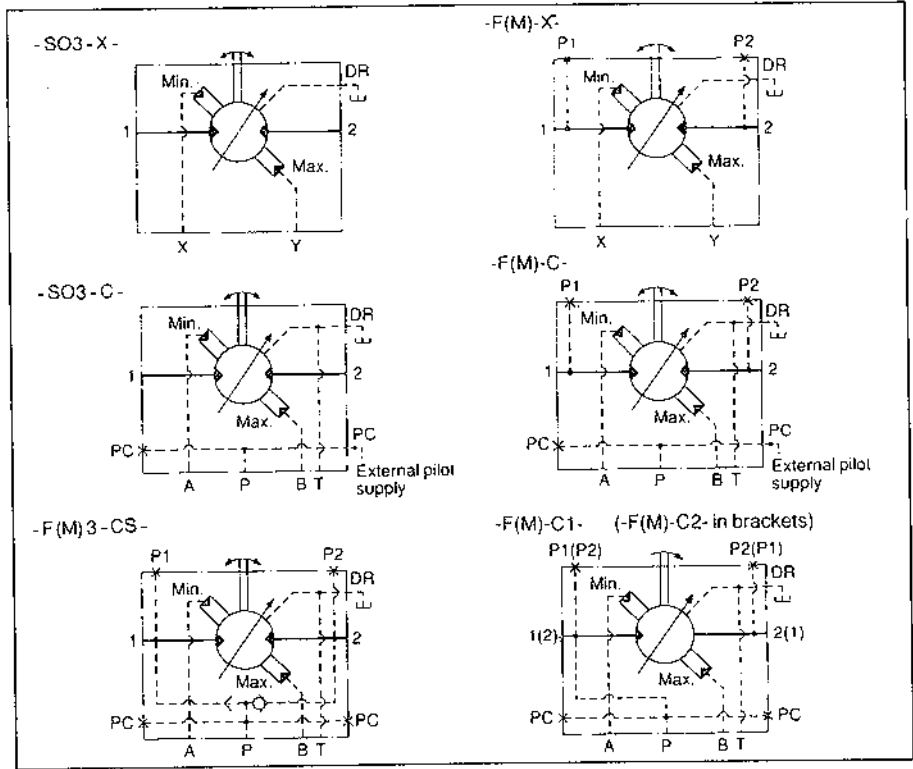 -SO3-X-
Min.
DR
1
2
Max.
X
Y
-F(M)-X-
P1
P2
Min.
DR
1
2
Max.
X
Y
-SO3-C-
Min.
DR
1
2
Max.
PC
PC
External pilot
supply
A
P
B
T
-F(M)-C-
P1
P2
Min.
DR
1
2
Max.
PC
PC
External pilot
supply
A
P
B
T
-F(M)3-CS-
P1
P2
Min.
DR
1
2
Max.
PC
PC
A
P
B
T
-F(M)-C1- (-F(M)-C2- in brackets)
P1(P2)
P2(P1)
Min.
DR
1(2)
2(1)
Max.
PC
PC
A
P
B
T